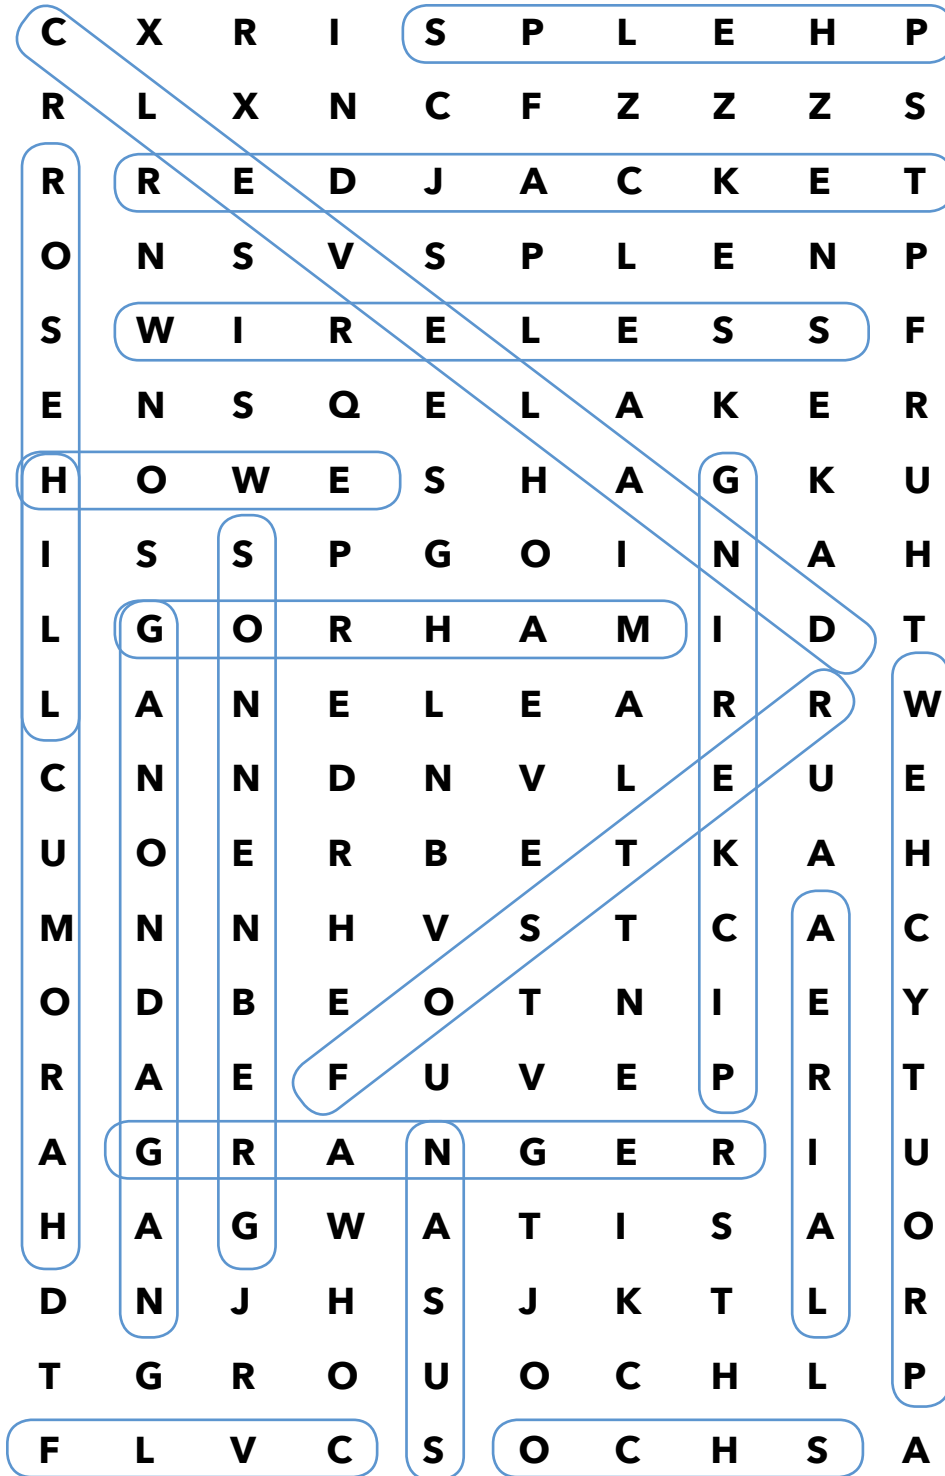 C X R I S P L E H P
R L X N C F Z Z Z S
R R E D J A C K E T
O N S V S P L E N P
S W I R E L E S S F
E N S Q E L A K E R
H O W E S H A G K U
I S S P G O I N A H
L G O R H A M I D T
L A N E L E A R R W
C N N D N V L E U E
U O E R B E T K A H
M N N H V S T C A C
O D B E O T N I E Y
R A E F U V E P R T
A G R A N G E R I U
H A G W A T I S A O
D N J H S J K T L R
T G R O U O C H L P
F L V C S O C H S A